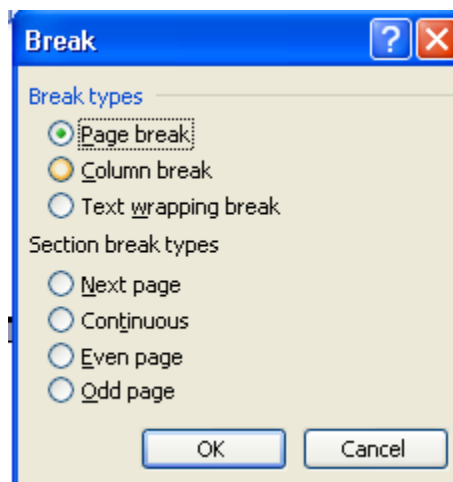 Break
Break types
Page break
Column break
Text wrapping break
Section break types
Next page
Continuous
Even page
Odd page
OK Cancel